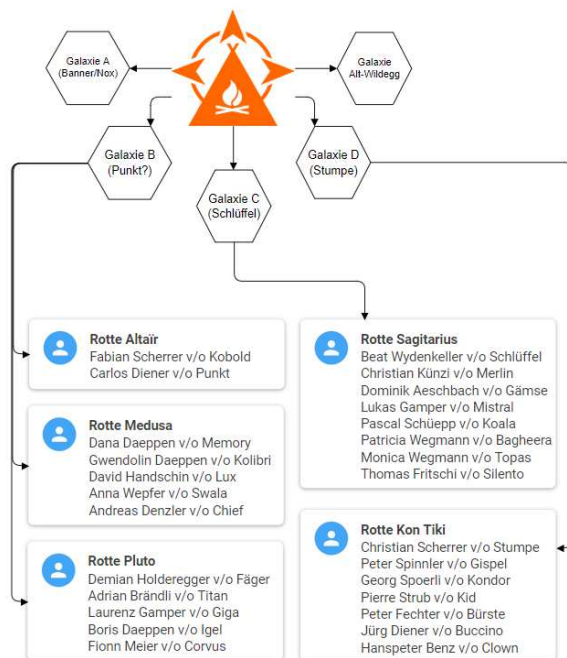 Galaxie A
(Banner/Nox)
Galaxie
Alt-Wildegg
Galaxie B
(Punkt?)
Galaxie D
(Stumpe)
Galaxie C
(Schlüffel)
Rotte Altaïr
Fabian Scherrer v/o Kobold
Carlos Diener v/o Punkt
Rotte Medusa
Dana Daeppen v/o Memory
Gwendolin Daeppen v/o Kolibri
David Handschin v/o Lux
Anna Wepfer v/o Swala
Andreas Denzler v/o Chief
Rotte Pluto
Demian Holderegger v/o Fäger
Adrian Brändli v/o Titan
Laurenz Gamper v/o Giga
Boris Daeppen v/o Igel
Fionn Meier v/o Corvus
Rotte Sagitarius
Beat Wydenkeller v/o Schlüffel
Christian Künzi v/o Merlin
Dominik Aeschbach v/o Gämse
Lukas Gamper v/o Mistral
Pascal Schüepp v/o Koala
Patricia Wegmann v/o Bagheera
Monica Wegmann v/o Topas
Thomas Fritschi v/o Silento
Rotte Kon Tiki
Christian Scherrer v/o Stumpe
Peter Spinnler v/o Gispel
Georg Spoerli v/o Kondor
Pierre Strub v/o Kid
Peter Fechter v/o Bürste
Jürg Diener v/o Buccino
Hanspeter Benz v/o Clown